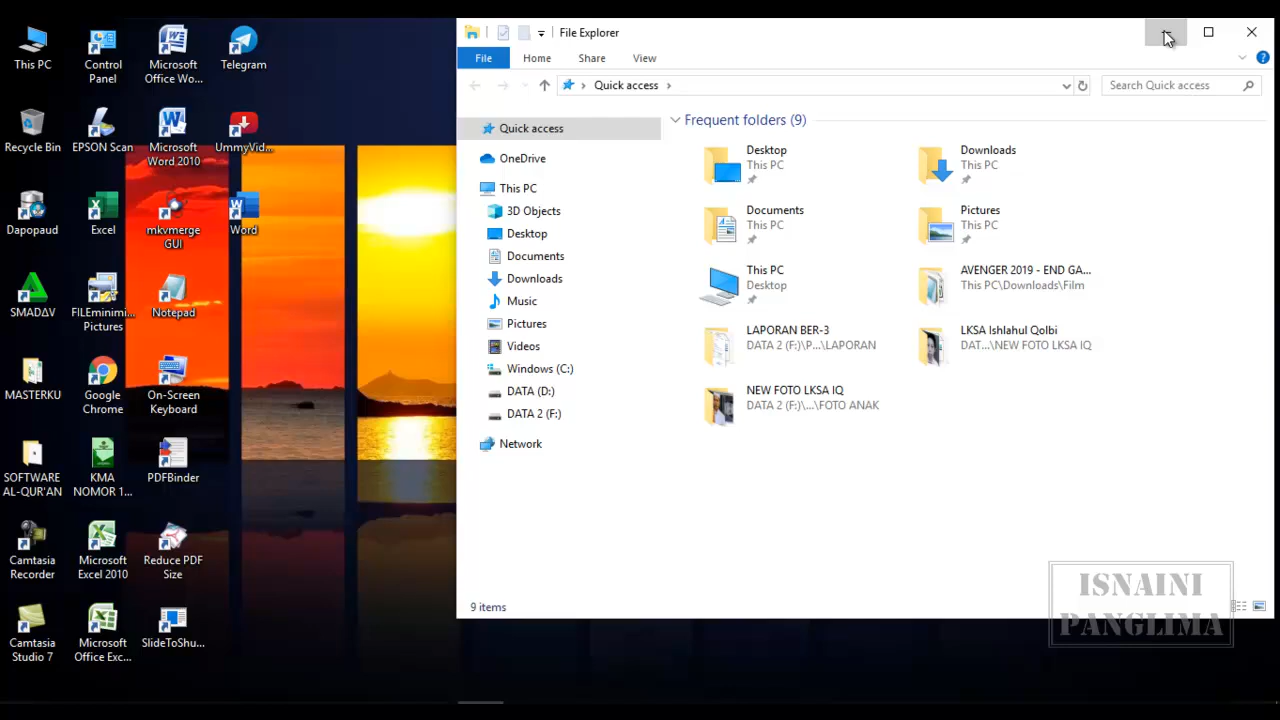 This PC
Control
Panel
Microsoft
Office Wo...
Telegram
Recycle Bin
EPSON Scan
Microsoft
Word 2010
UmmyVid...
Dapopaud
Excel
mkvmerge
GUI
Word
SMADΔV
FILEminimi...
Pictures
Notepad
MASTERKU
Google
Chrome
On-Screen
Keyboard
SOFTWARE
AL-QUR'AN
KMA
NOMOR 1...
PDFBinder
Camtasia
Recorder
Microsoft
Excel 2010
Reduce PDF
Size
Camtasia
Studio 7
Microsoft
Office Exc...
SlideToShu...
File Explorer
File
Home
Share
View
Quick access
Search Quick access
Quick access
OneDrive
This PC
3D Objects
Desktop
Documents
Downloads
Music
Pictures
Videos
Windows (C:)
DATA (D:)
DATA 2 (F:)
Network
Frequent folders (9)
Desktop
This PC
Downloads
This PC
Documents
This PC
Pictures
This PC
This PC
Desktop
AVENGER 2019 - END GA...
This PC\Downloads\Film
LAPORAN BER-3
DATA 2 (F:)\P...\LAPORAN
LKSA Ishlahul Qolbi
DAT...\NEW FOTO LKSA IQ
NEW FOTO LKSA IQ
DATA 2 (F:)\...\FOTO ANAK
9 items
ISNAINI
PANGLIMA